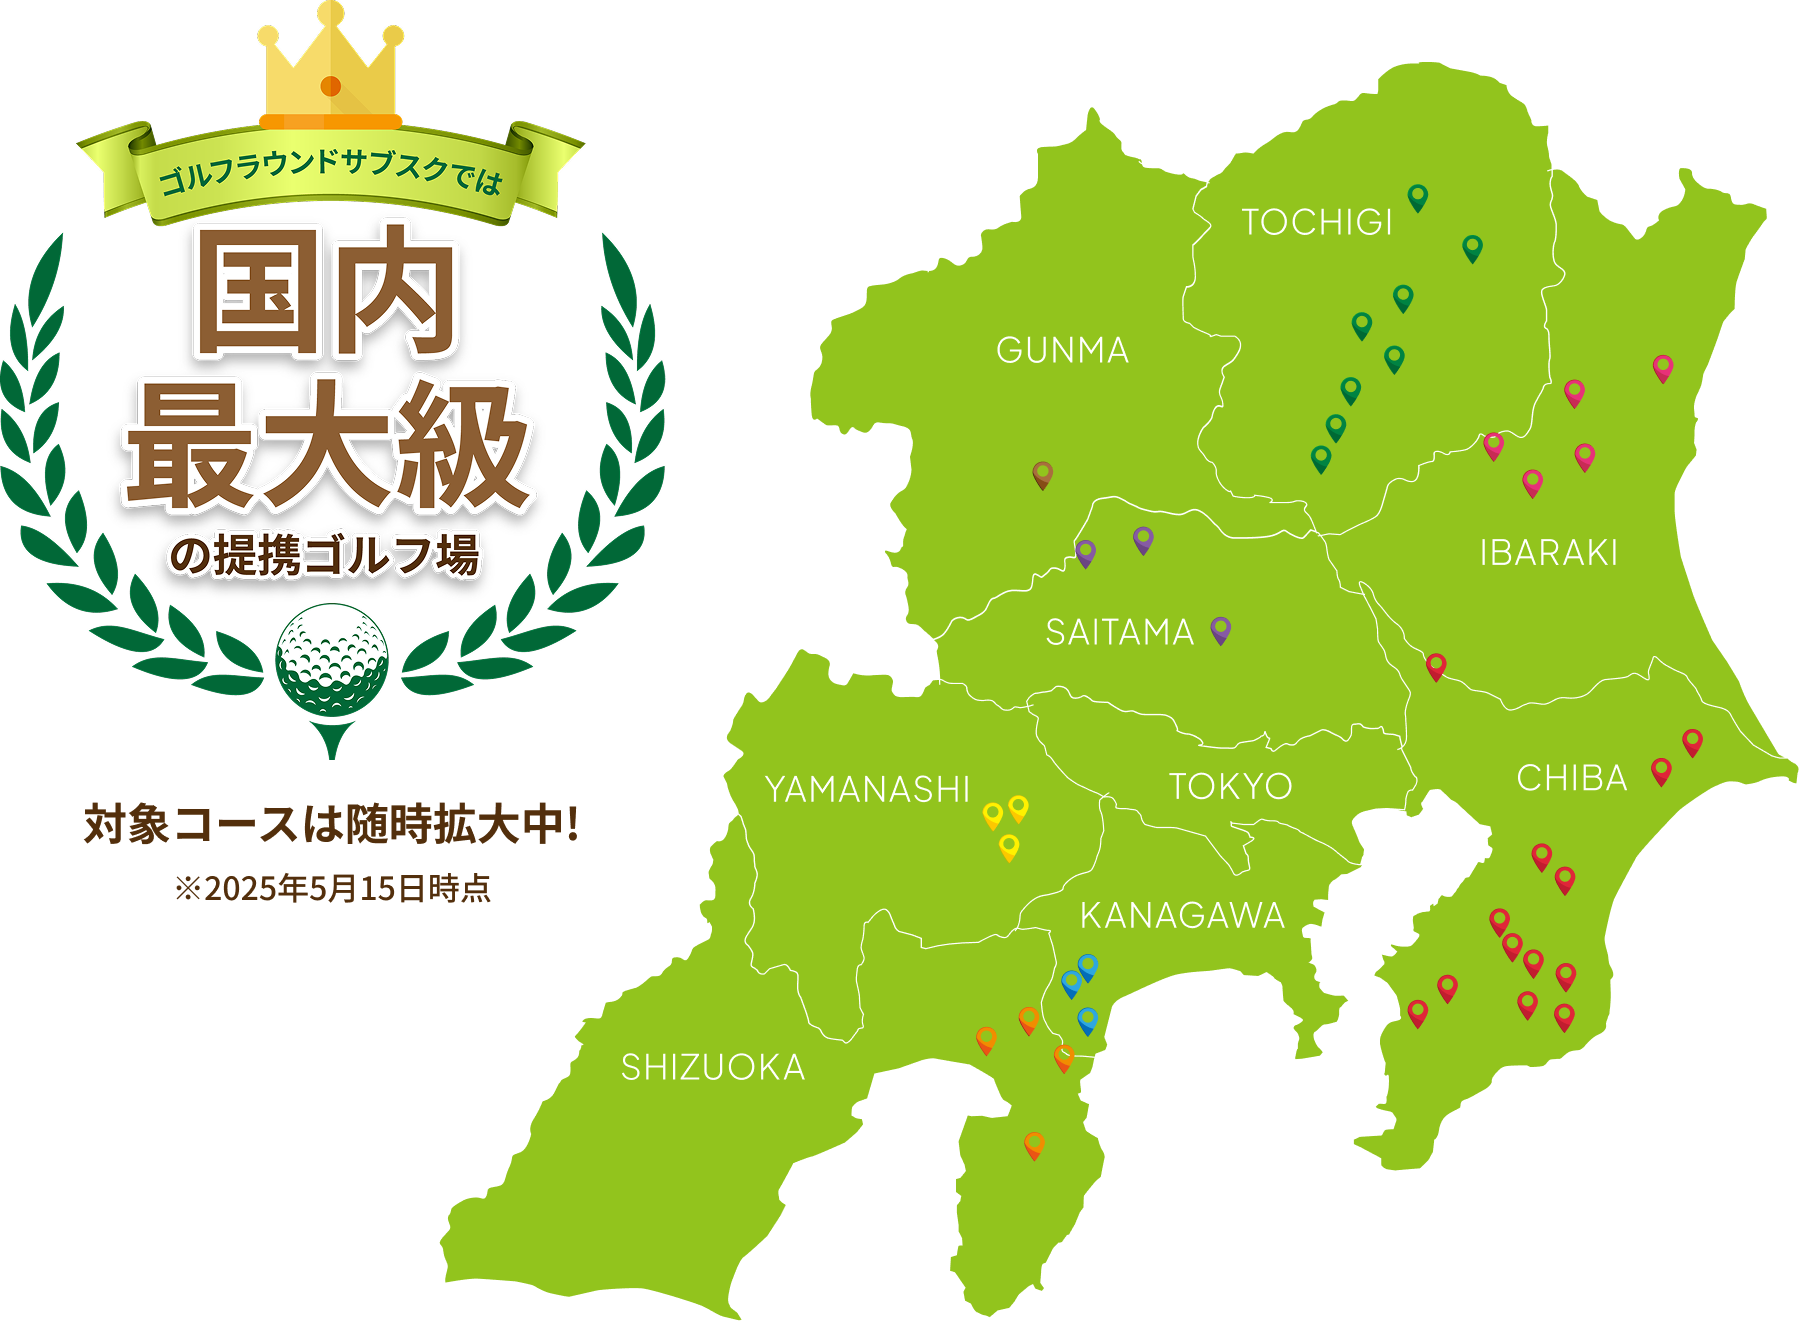 ゴルフラウンドサブスクでは
国内
最大級
の提携ゴルフ場
対象コースは随時拡大中!
※2025年5月15日時点
TOCHIGI
GUNMA
IBARAKI
SAITAMA
YAMANASHI
TOKYO
CHIBA
KANAGAWA
SHIZUOKA